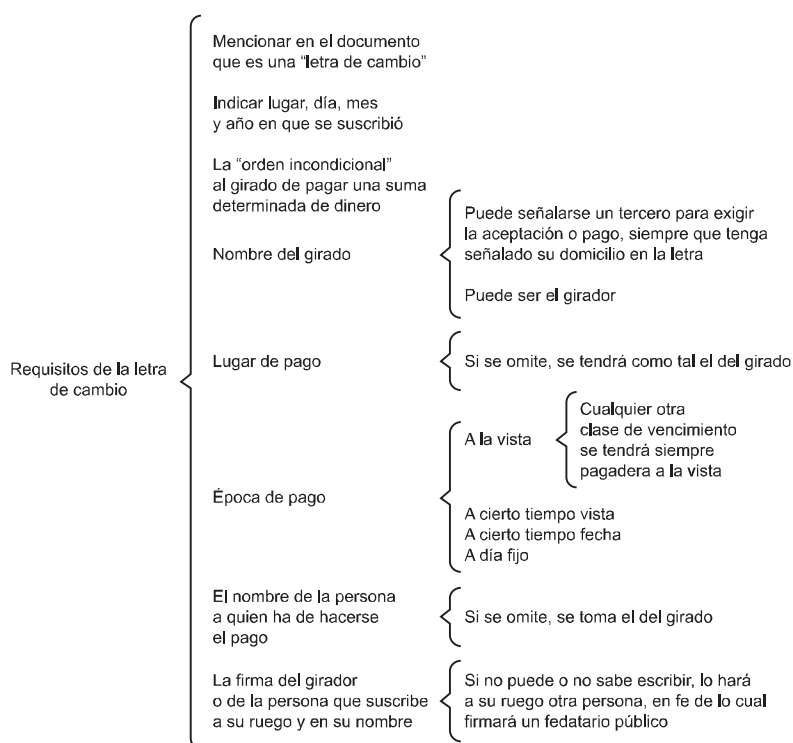 Requisitos de la letra
de cambio
Mencionar en el documento
que es una “letra de cambio”
Indicar lugar, día, mes
y año en que se suscribió
La “orden incondicional”
al girado de pagar una suma
determinada de dinero
Nombre del girado
Puede señalarse un tercero para exigir
la aceptación o pago, siempre que tenga
señalado su domicilio en la letra
Puede ser el girador
Lugar de pago
Si se omite, se tendrá como tal el del girado
Época de pago
A la vista
Cualquier otra
clase de vencimiento
se tendrá siempre
pagadera a la vista
A cierto tiempo vista
A cierto tiempo fecha
A día fijo
El nombre de la persona
a quien ha de hacerse
el pago
Si se omite, se toma el del girado
La firma del girador
o de la persona que suscribe
a su ruego y en su nombre
Si no puede o no sabe escribir, lo hará
a su ruego otra persona, en fe de lo cual
firmará un fedatario público